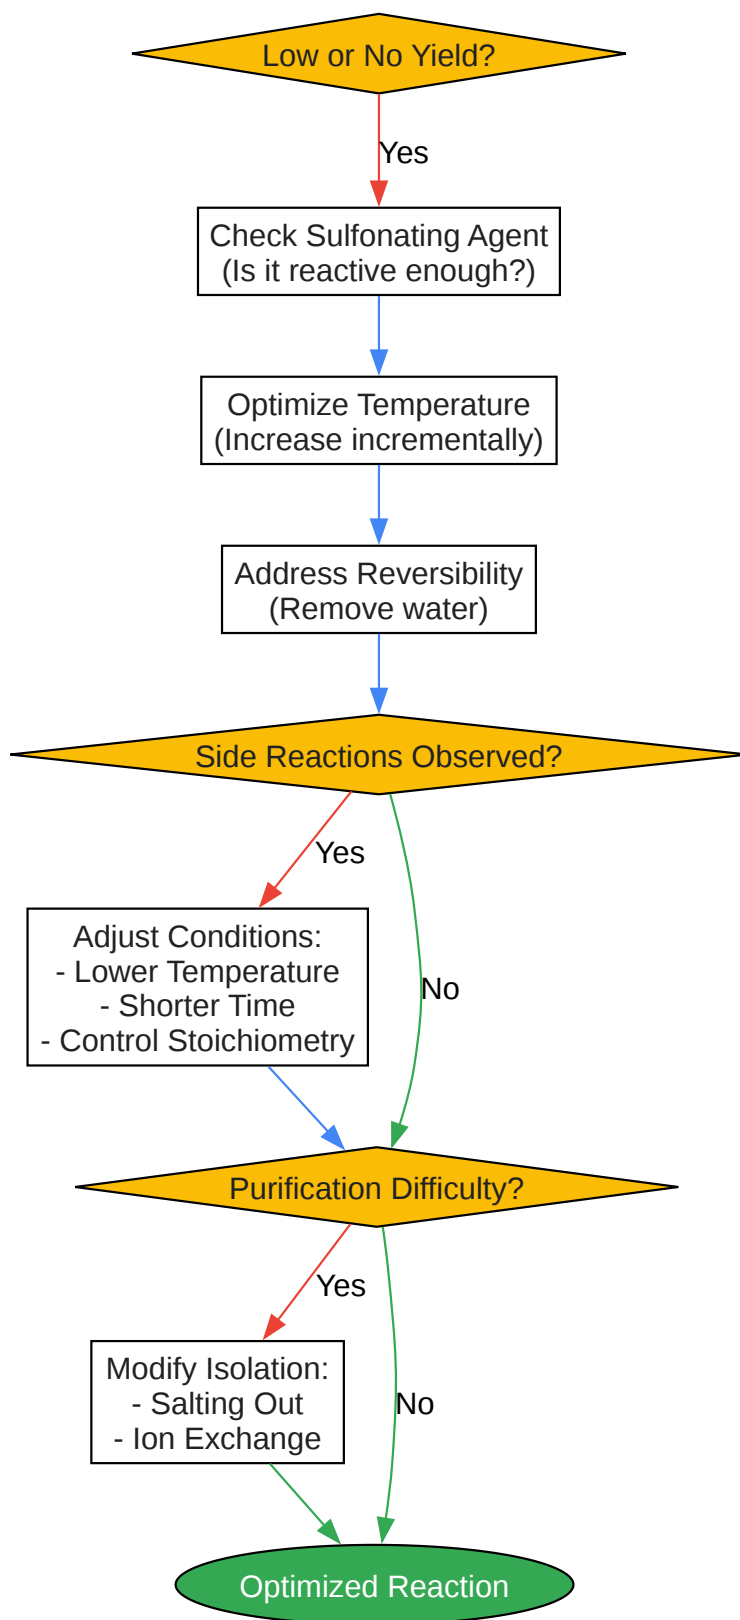 Low or No Yield?
Yes
Check Sulfonating Agent
(Is it reactive enough?)
Optimize Temperature
(Increase incrementally)
Address Reversibility
(Remove water)
Side Reactions Observed?
Yes
Adjust Conditions:
- Lower Temperature
- Shorter Time
- Control Stoichiometry
No
Purification Difficulty?
Yes
Modify Isolation:
- Salting Out
- Ion Exchange
No
Optimized Reaction